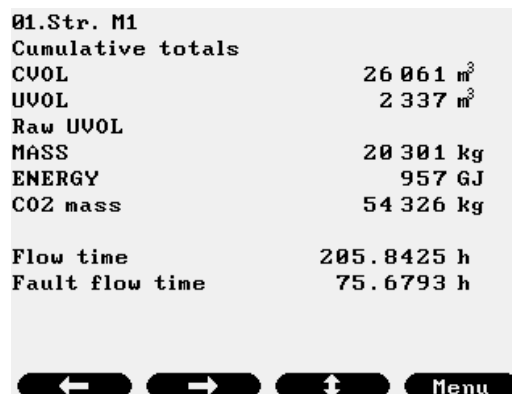 01.Str. M1
Cumulative totals
CVOL 26 061 m³
UVOL 2 337 m³
Raw UVOL
MASS 20 301 kg
ENERGY 957 GJ
CO2 mass 54 326 kg
Flow time 205.8425 h
Fault flow time 75.6793 h
← → ↕ Menu